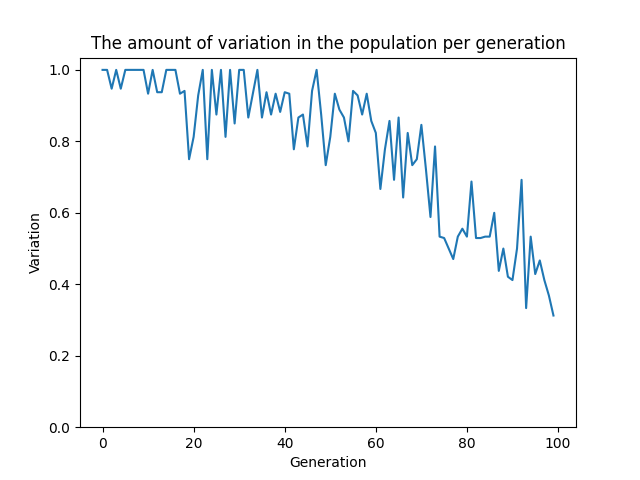 The amount of variation in the population per generation
1.0
0.8
0.6
0.4
0.2
0.0
Variation
0 20 40 60 80 100
Generation